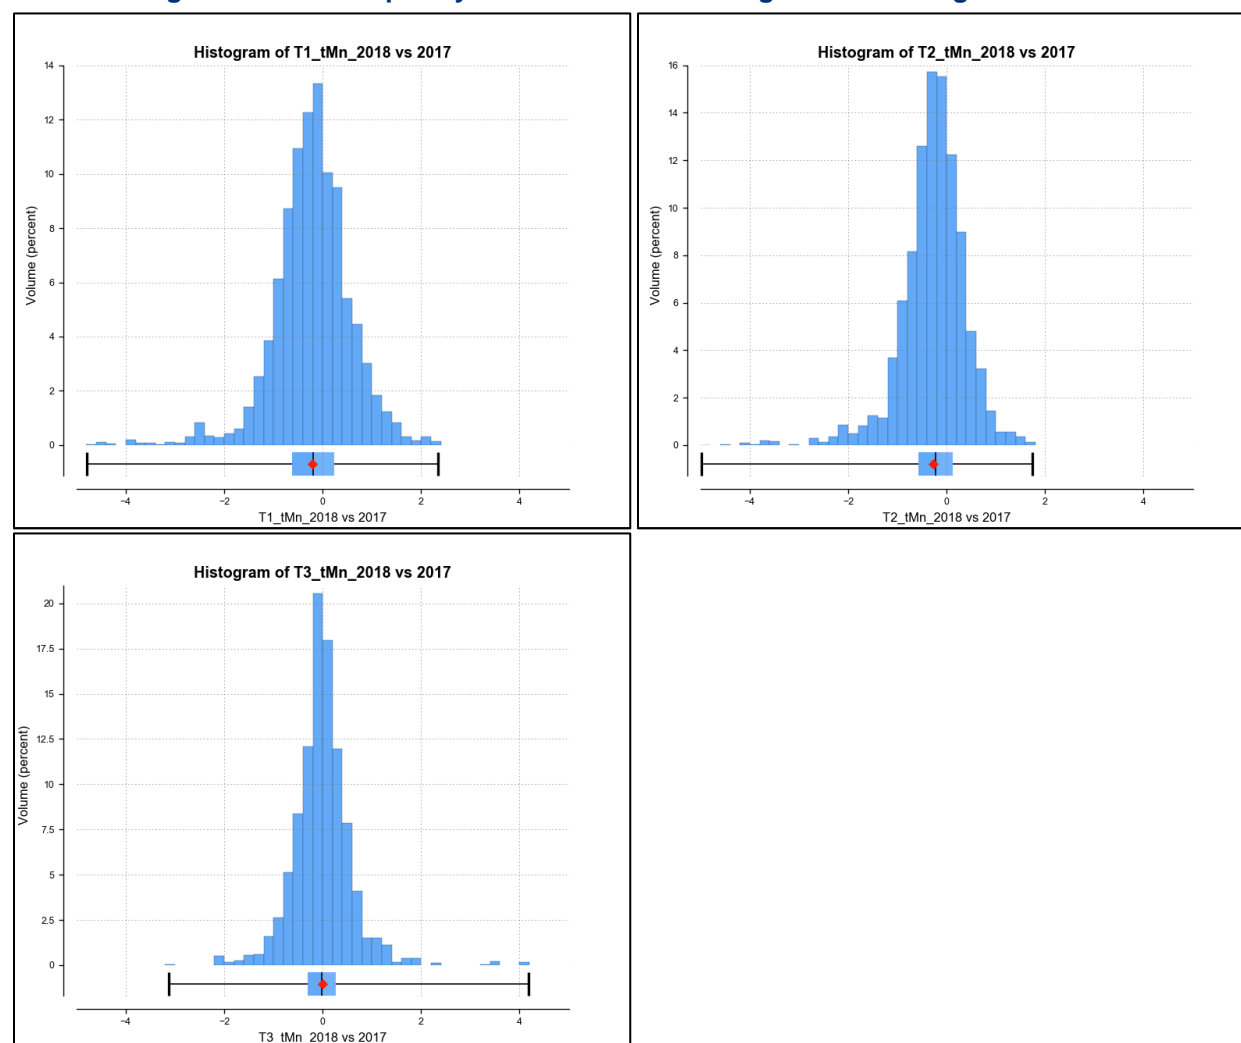 Histogram of T1_tMn_2018 vs 2017
14
12
10
8
6
4
2
0
Volume (percent)
−4 −2 0 2 4
T1_tMn_2018 vs 2017
Histogram of T2_tMn_2018 vs 2017
16
14
12
10
8
6
4
2
0
Volume (percent)
−4 −2 0 2 4
T2_tMn_2018 vs 2017
Histogram of T3_tMn_2018 vs 2017
20
17.5
15
12.5
10
7.5
5
2.5
0
Volume (percent)
−4 −2 0 2 4
T3_tMn_2018 vs 2017